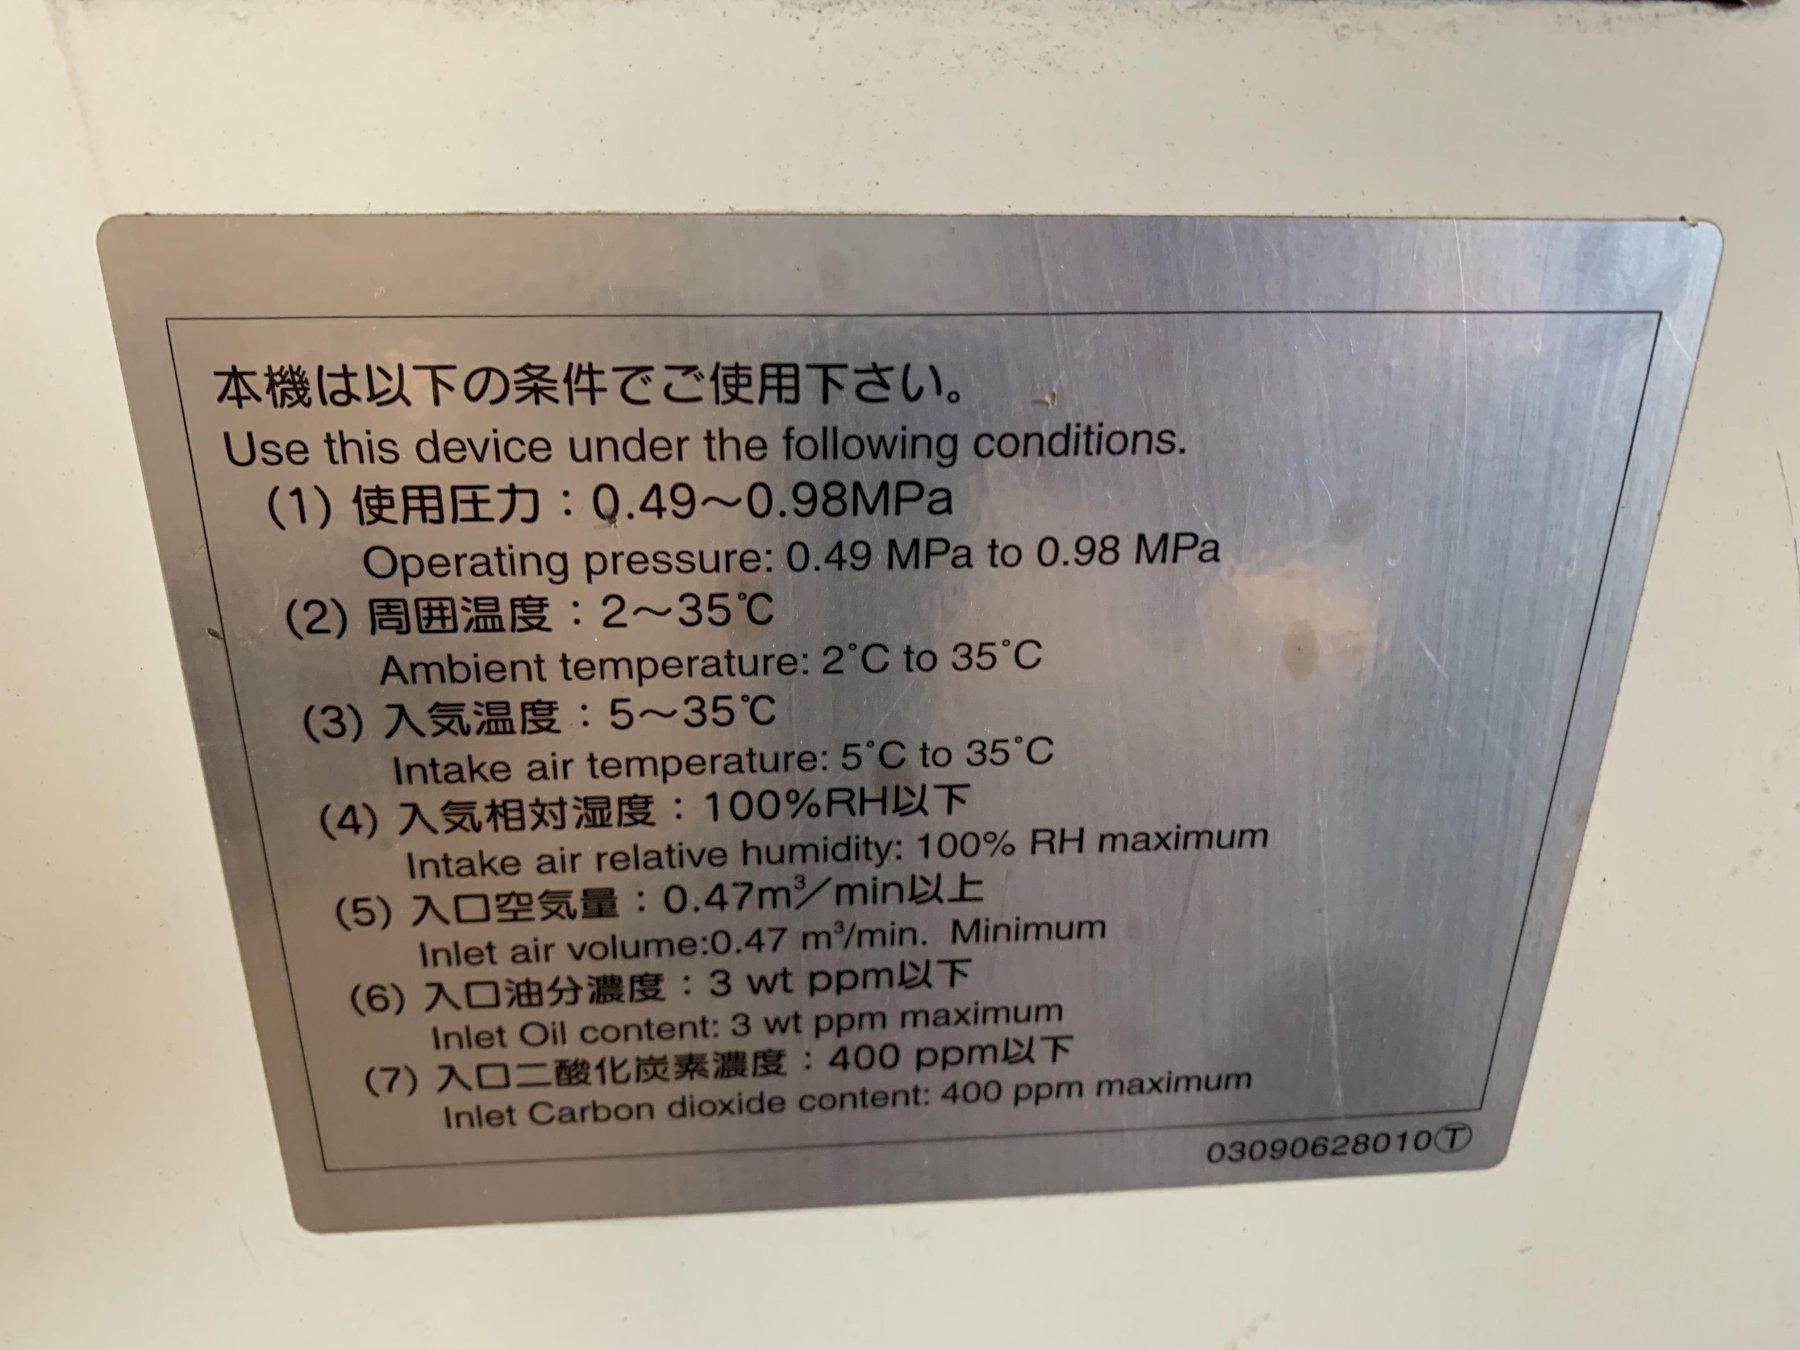 本機は以下の条件でご使用下さい。
Use this device under the following conditions.
(1) 使用圧力：0.49～0.98MPa
Operating pressure: 0.49 MPa to 0.98 MPa
(2) 周囲温度：2～35℃
Ambient temperature: 2˚C to 35˚C
(3) 入気温度：5～35℃
Intake air temperature: 5˚C to 35˚C
(4) 入気相対湿度：100%RH以下
Intake air relative humidity: 100% RH maximum
(5) 入口空気量：0.47m³／min以上
Inlet air volume:0.47 m³/min. Minimum
(6) 入口油分濃度：3 wt ppm以下
Inlet Oil content: 3 wt ppm maximum
(7) 入口二酸化炭素濃度：400 ppm以下
Inlet Carbon dioxide content: 400 ppm maximum
03090628010Ⓣ